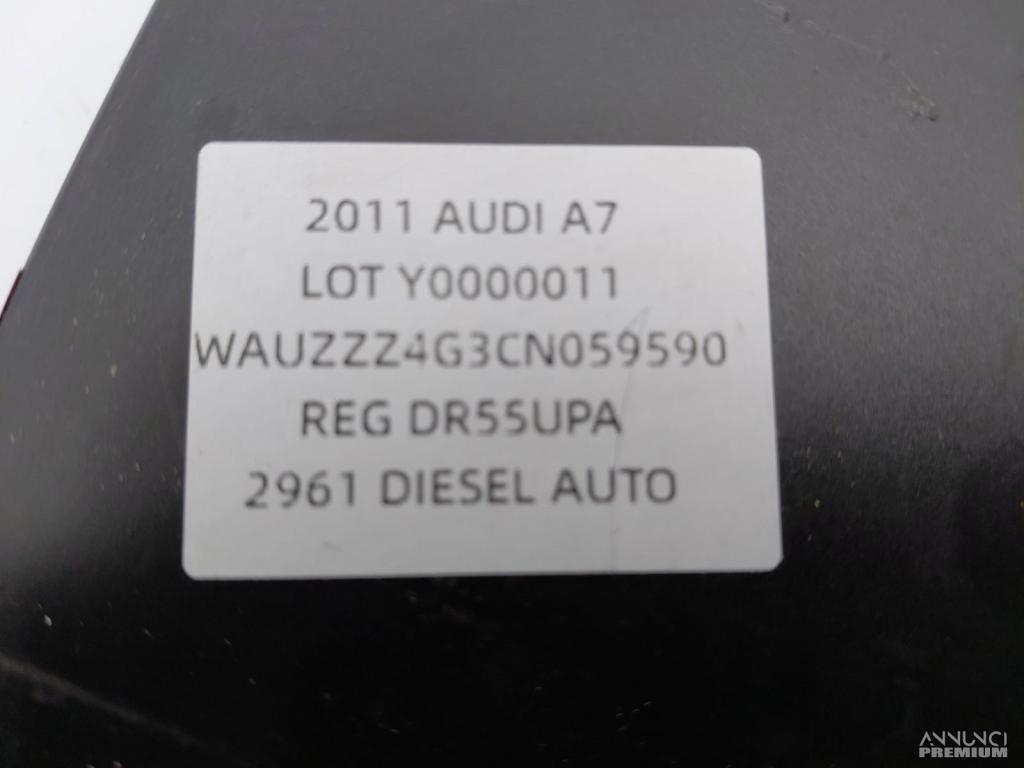 2011 AUDI A7
LOT Y0000011
WAUZZZ4G3CN059590
REG DR55UPA
2961 DIESEL AUTO
ANNUNCI
PREMIUM